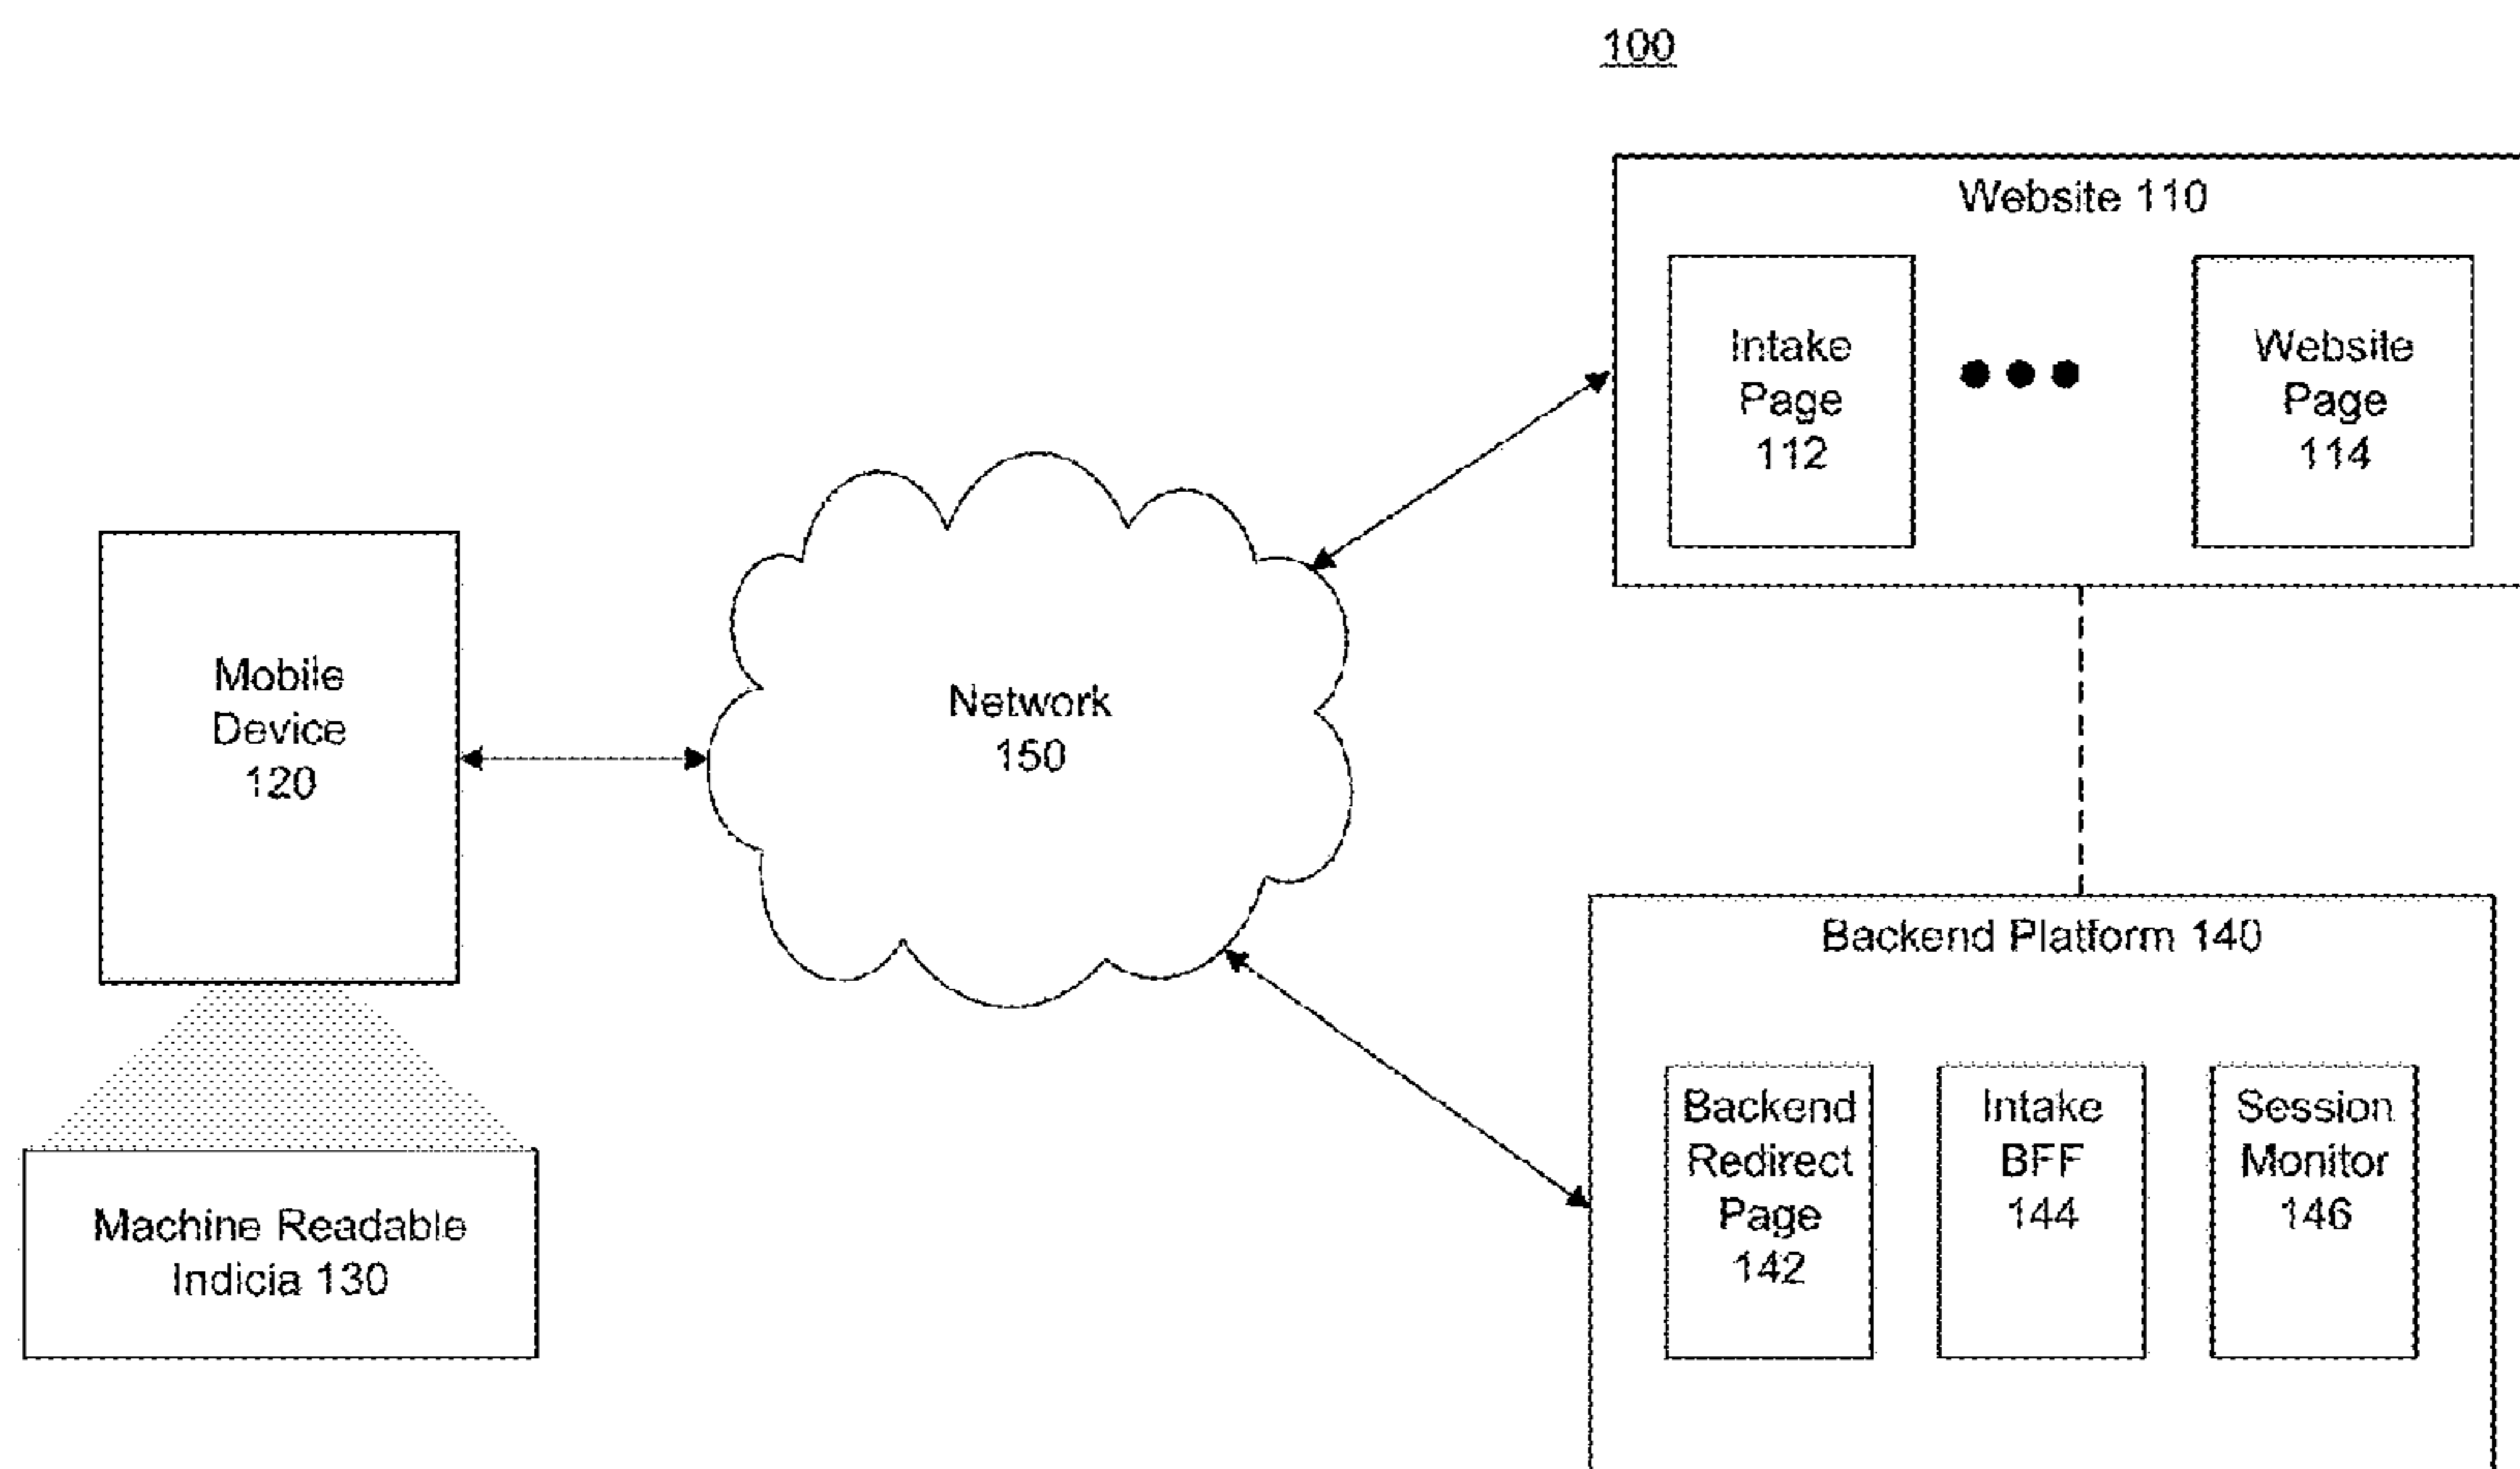 100
Website 110
Intake
Page
112
Website
Page
114
Mobile
Device
120
Network
150
Backend Platform 140
Backend
Redirect
Page
142
Intake
BFF
144
Session
Monitor
146
Machine Readable
Indicia 130